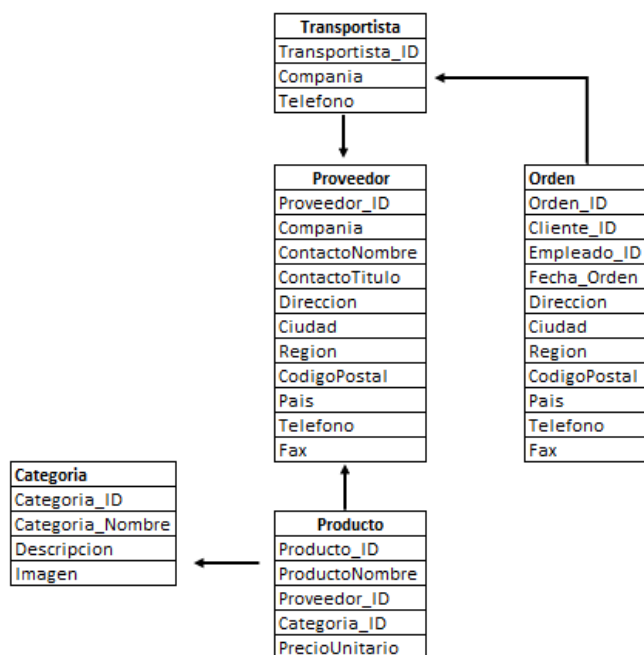 Transportista
Transportista_ID
Compania
Telefono
Proveedor
Proveedor_ID
Compania
ContactoNombre
ContactoTitulo
Direccion
Ciudad
Region
CodigoPostal
Pais
Telefono
Fax
Orden
Orden_ID
Cliente_ID
Empleado_ID
Fecha_Orden
Direccion
Ciudad
Region
CodigoPostal
Pais
Telefono
Fax
Categoria
Categoria_ID
Categoria_Nombre
Descripcion
Imagen
Producto
Producto_ID
ProductoNombre
Proveedor_ID
Categoria_ID
PrecioUnitario